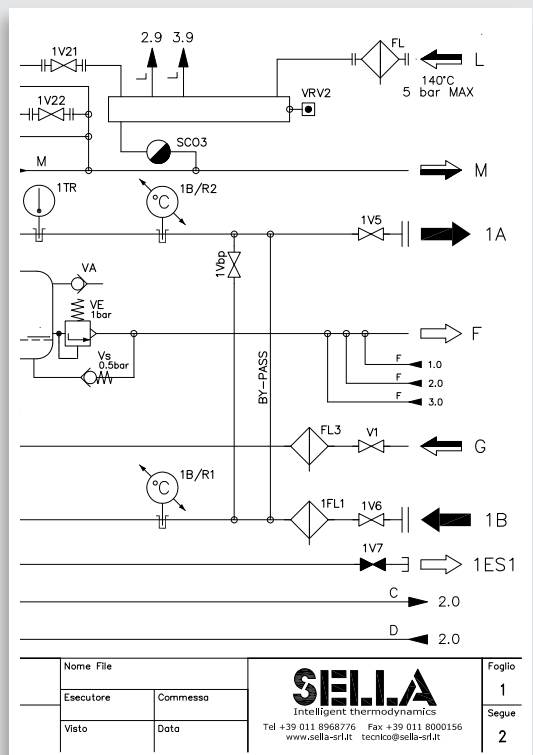 2.9 3.9
1V21
FL
L
140°C
5 bar MAX
1V22
VRV2
SCO3
M
M
1TR
1B/R2
°C
1V5
1A
1Vbp
VA
VE
1bar
F
Vs
0.5bar
F 1.0
F 2.0
F 3.0
BY-PASS
FL3
V1
G
1B/R1
°C
1FL1
1V6
1B
1V7
1ES1
C
2.0
D
2.0
Nome File
Esecutore
Commessa
Visto
Data
SELLA
Intelligent thermodynamics
Tel +39 011 8968776 Fax +39 011 8000156
www.sella-srl.it tecnico@sella-srl.it
Foglio
1
Segue
2